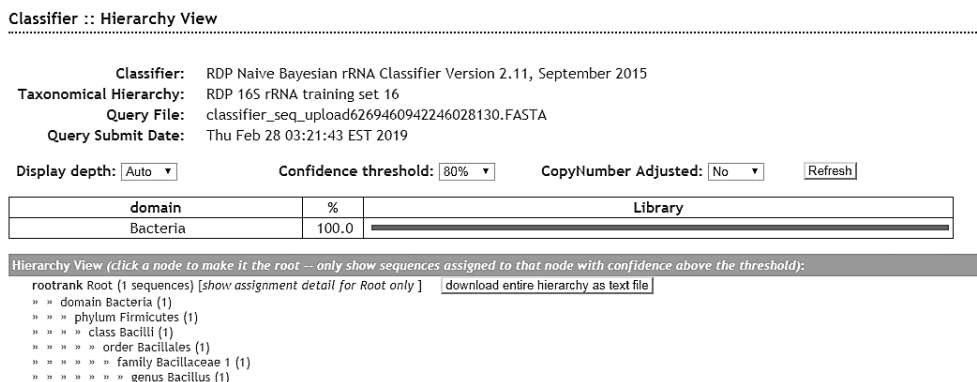 Classifier :: Hierarchy View
Classifier: RDP Naive Bayesian rRNA Classifier Version 2.11, September 2015
Taxonomical Hierarchy: RDP 16S rRNA training set 16
Query File: classifier_seq_upload6269460942246028130.FASTA
Query Submit Date: Thu Feb 28 03:21:43 EST 2019
Display depth: Auto ▼ Confidence threshold: 80% ▼ CopyNumber Adjusted: No ▼ Refresh
domain % Library
Bacteria 100.0
Hierarchy View (click a node to make it the root -- only show sequences assigned to that node with confidence above the threshold):
rootrank Root (1 sequences) [show assignment detail for Root only ] download entire hierarchy as text file
» » domain Bacteria (1)
» » » phylum Firmicutes (1)
» » » » class Bacilli (1)
» » » » » order Bacillales (1)
» » » » » » family Bacillaceae 1 (1)
» » » » » » » genus Bacillus (1)